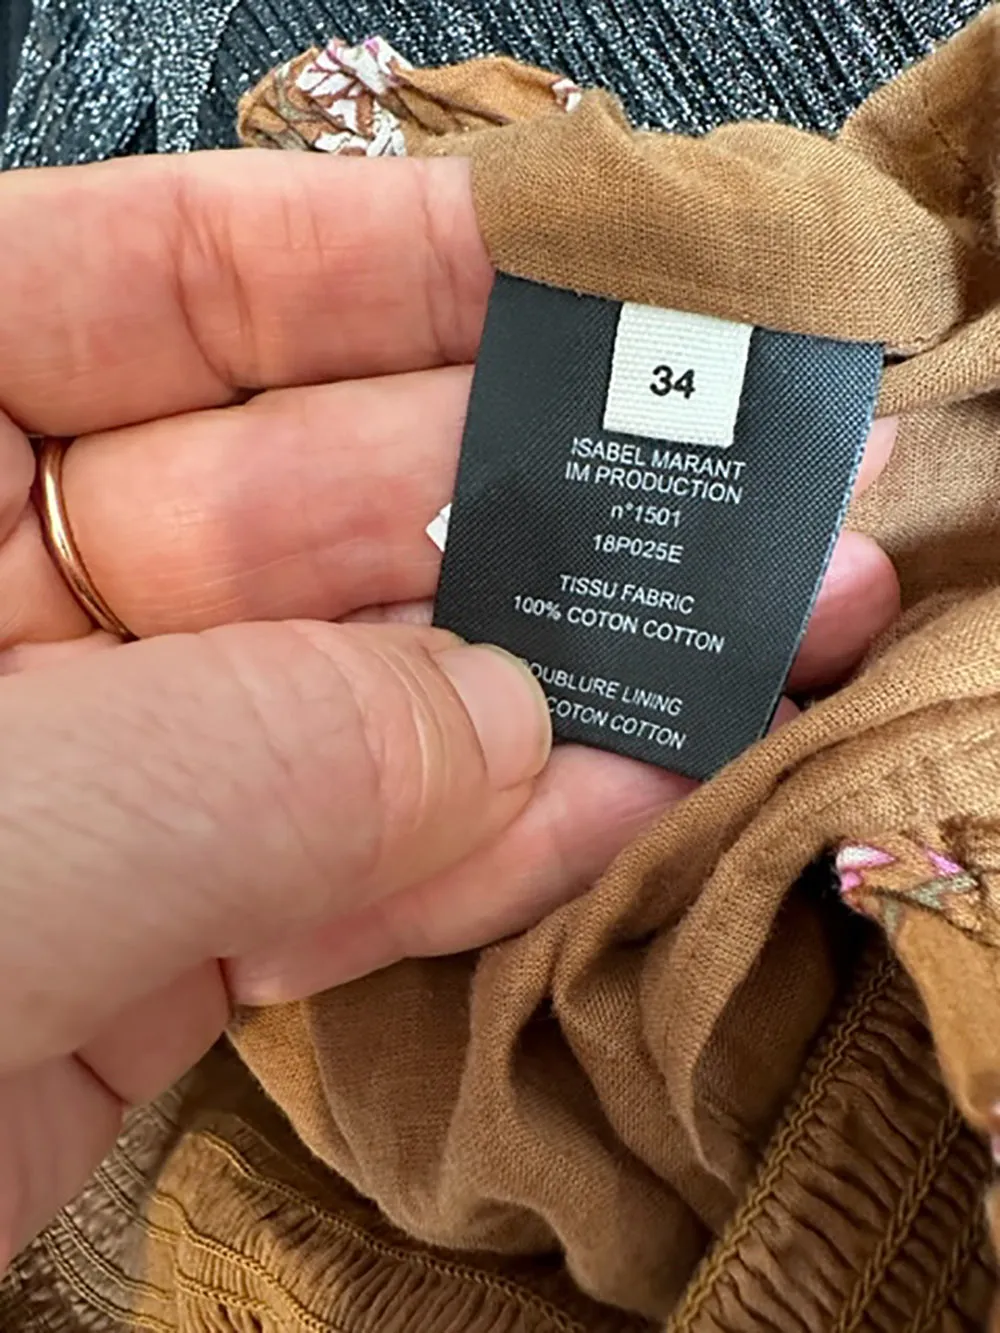 34
ISABEL MARANT
IM PRODUCTION
n°1501
18P025E
TISSU FABRIC
100% COTON COTTON
OUBLURE LINING
COTON COTTON